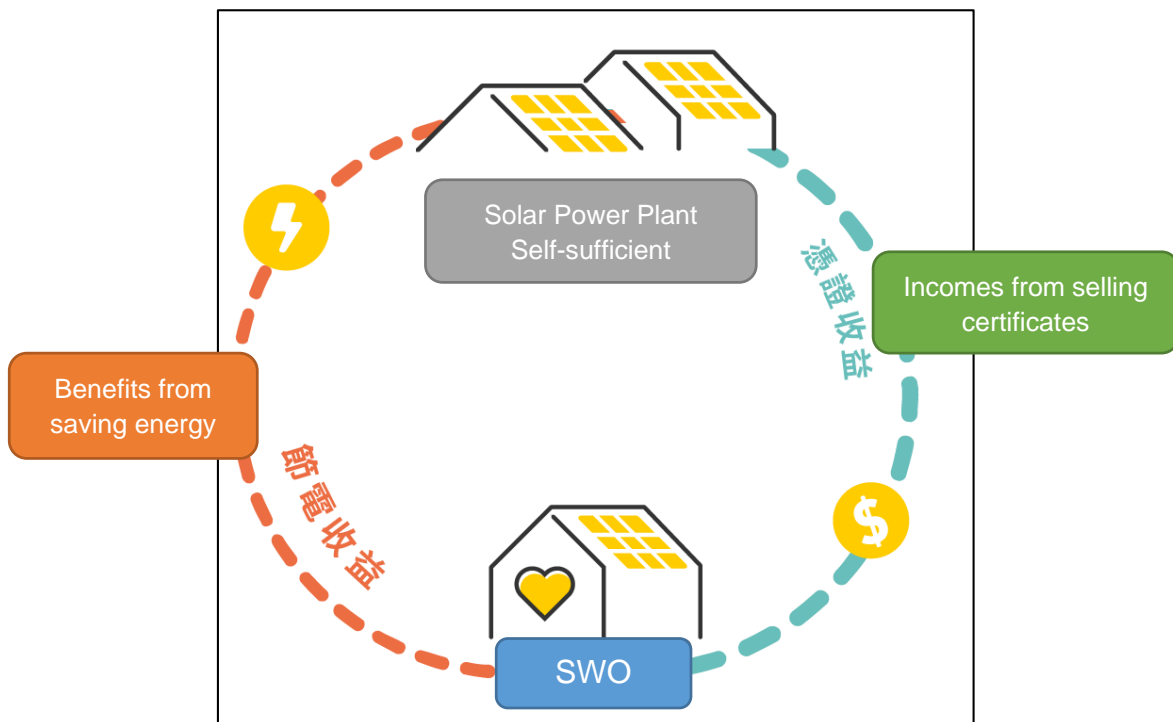 Solar Power Plant
Self-sufficient
憑證收益
Incomes from selling
certificates
Benefits from
saving energy
節電收益
$
SWO